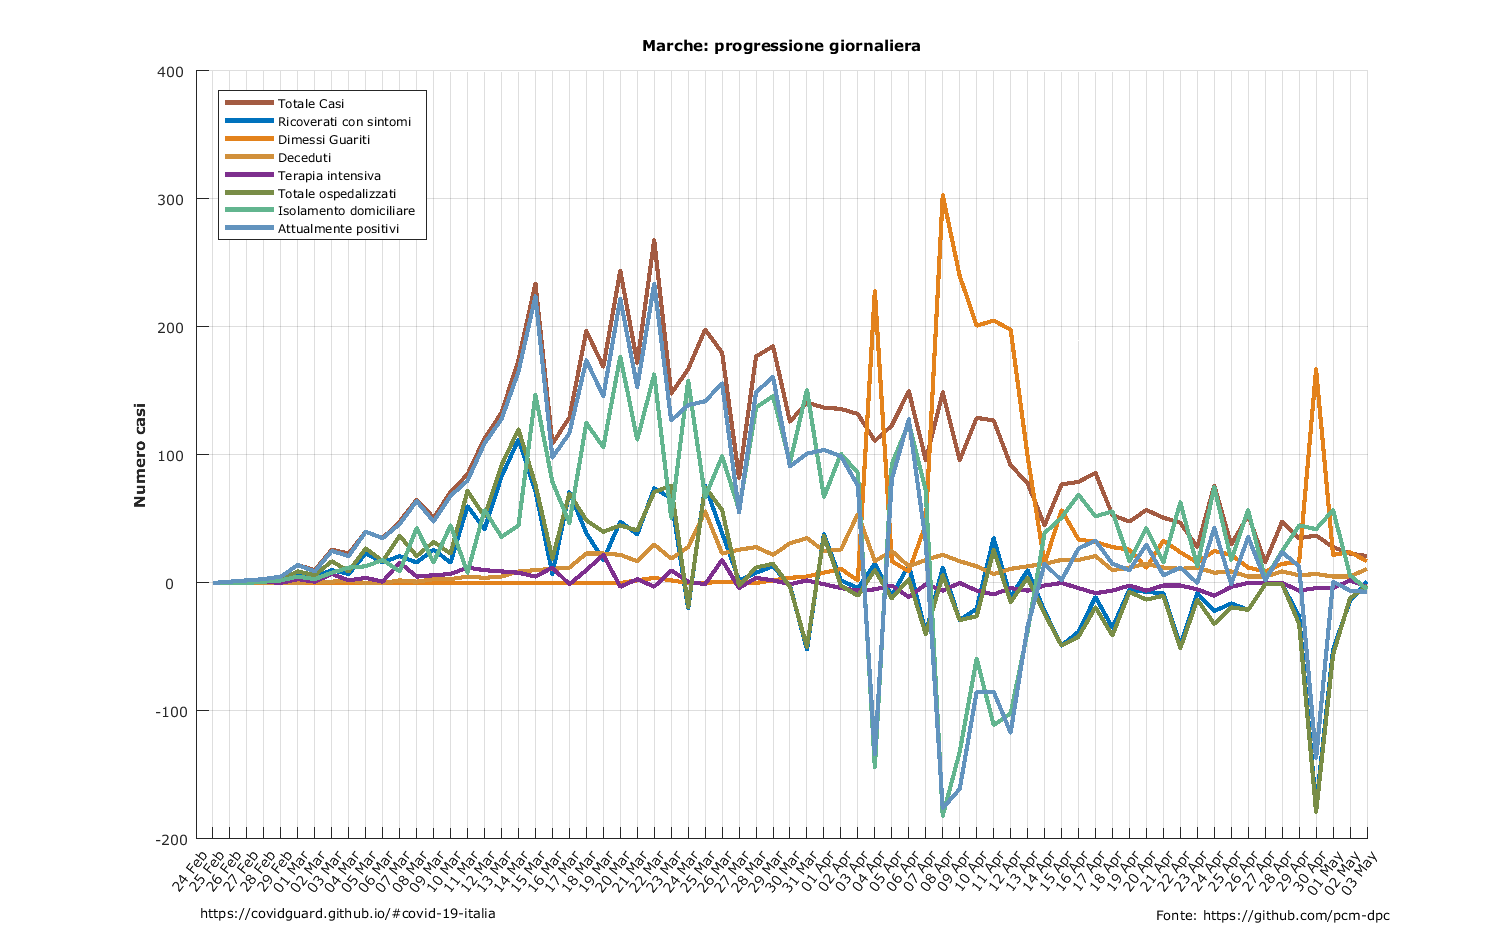 Marche: progressione giornaliera
400
300
200
100
0
-100
-200
Numero casi
Totale Casi
Ricoverati con sintomi
Dimessi Guariti
Deceduti
Terapia intensiva
Totale ospedalizzati
Isolamento domiciliare
Attualmente positivi
24 Feb
25 Feb
26 Feb
27 Feb
28 Feb
29 Feb
01 Mar
02 Mar
03 Mar
04 Mar
05 Mar
06 Mar
07 Mar
08 Mar
09 Mar
10 Mar
11 Mar
12 Mar
13 Mar
14 Mar
15 Mar
16 Mar
17 Mar
18 Mar
19 Mar
20 Mar
21 Mar
22 Mar
23 Mar
24 Mar
25 Mar
26 Mar
27 Mar
28 Mar
29 Mar
30 Mar
31 Mar
01 Apr
02 Apr
03 Apr
04 Apr
05 Apr
06 Apr
07 Apr
08 Apr
09 Apr
10 Apr
11 Apr
12 Apr
13 Apr
14 Apr
15 Apr
16 Apr
17 Apr
18 Apr
19 Apr
20 Apr
21 Apr
22 Apr
23 Apr
24 Apr
25 Apr
26 Apr
27 Apr
28 Apr
29 Apr
30 Apr
01 May
02 May
03 May
https://covidguard.github.io/#covid-19-italia
Fonte: https://github.com/pcm-dpc